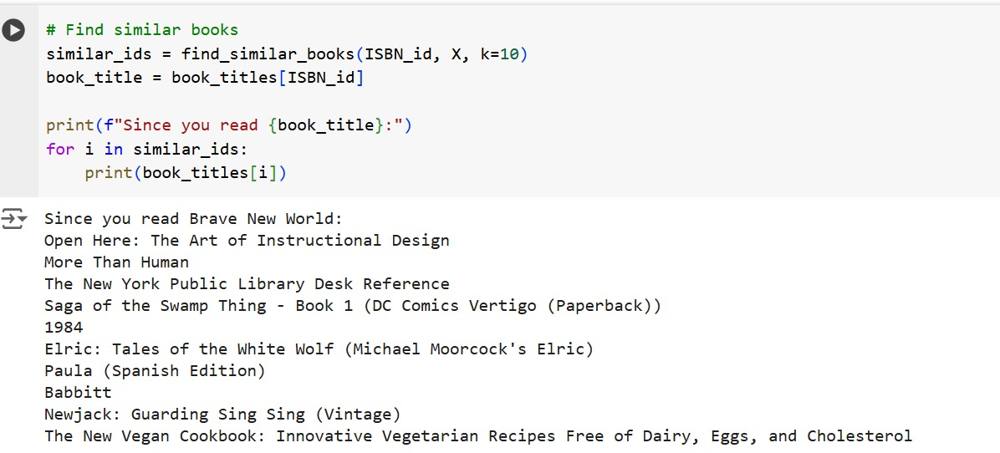 # Find similar books
similar_ids = find_similar_books(ISBN_id, X, k=10)
book_title = book_titles[ISBN_id]
print(f"Since you read {book_title}:")
for i in similar_ids:
    print(book_titles[i])
Since you read Brave New World:
Open Here: The Art of Instructional Design
More Than Human
The New York Public Library Desk Reference
Saga of the Swamp Thing - Book 1 (DC Comics Vertigo (Paperback))
1984
Elric: Tales of the White Wolf (Michael Moorcock's Elric)
Paula (Spanish Edition)
Babbitt
Newjack: Guarding Sing Sing (Vintage)
The New Vegan Cookbook: Innovative Vegetarian Recipes Free of Dairy, Eggs, and Cholesterol